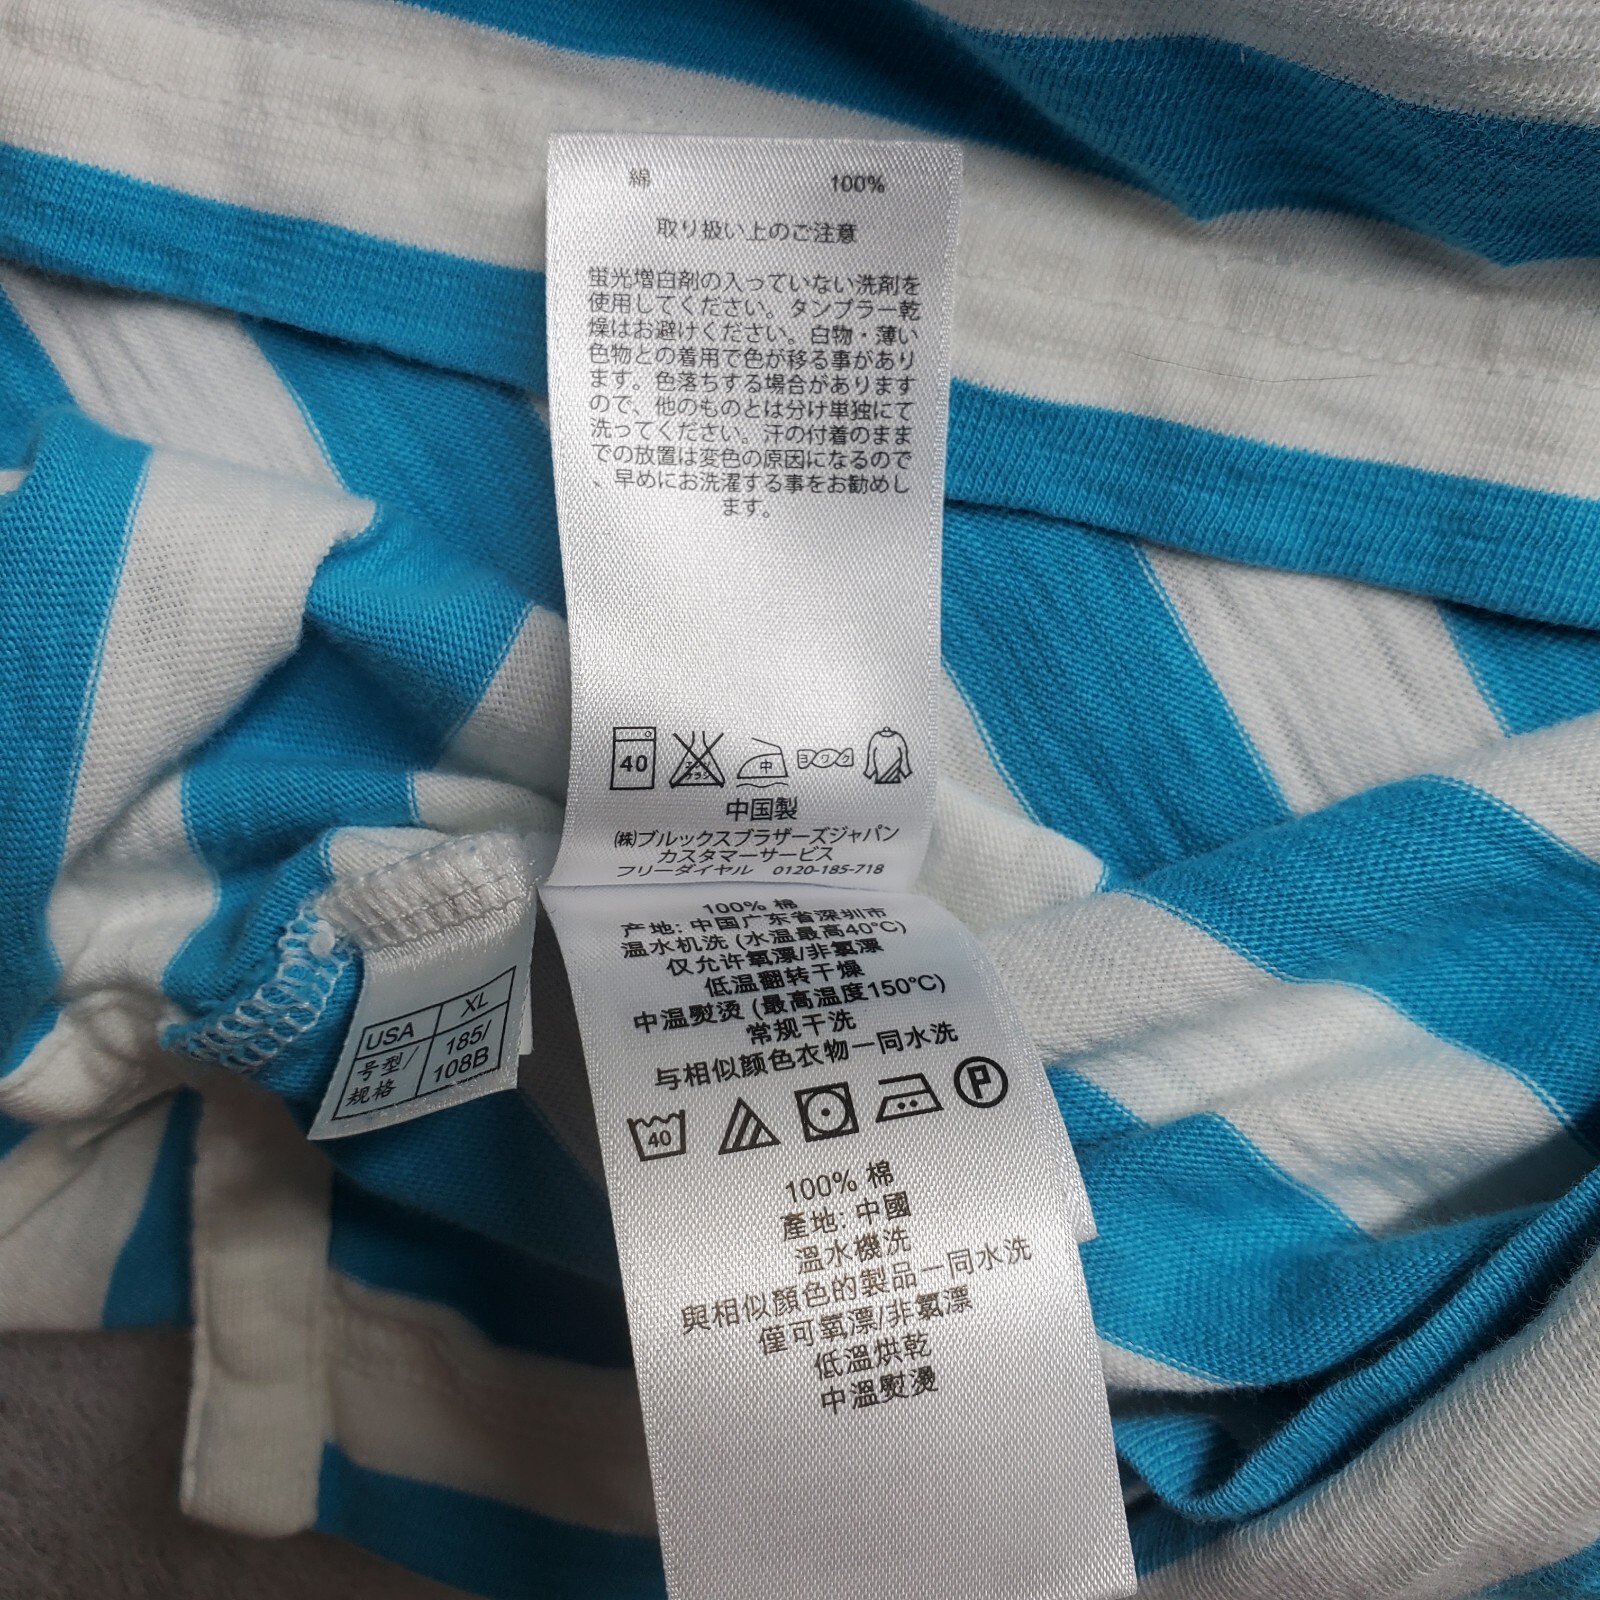 綿 100%
取り扱い上のご注意
蛍光増白剤の入っていない洗剤を
使用してください。タンブラー乾
燥はお避けください。白物・薄い
色物との着用で色が移る事があり
ます。色落ちする場合があります
ので、他のものとは分け単独にて
洗ってください。汗の付着のまま
での放置は変色の原因になるので
、早めにお洗濯する事をお勧めし
ます。
40 エンソ サラシ 中 ヨワク
中国製
㈱ブルックスブラザーズジャパン
カスタマーサービス
フリーダイヤル 0120-185-718
100% 棉
产地: 中国广东省深圳市
温水机洗 (水温最高40°C)
仅允许氧漂/非氯漂
低温翻转干燥
中温熨烫 (最高温度150°C)
常规干洗
与相似颜色衣物一同水洗
40 P
100% 棉
產地: 中國
溫水機洗
與相似顏色的製品一同水洗
僅可氧漂/非氯漂
低溫烘乾
中溫熨燙
USA XL
号型/ 185/
规格 108B